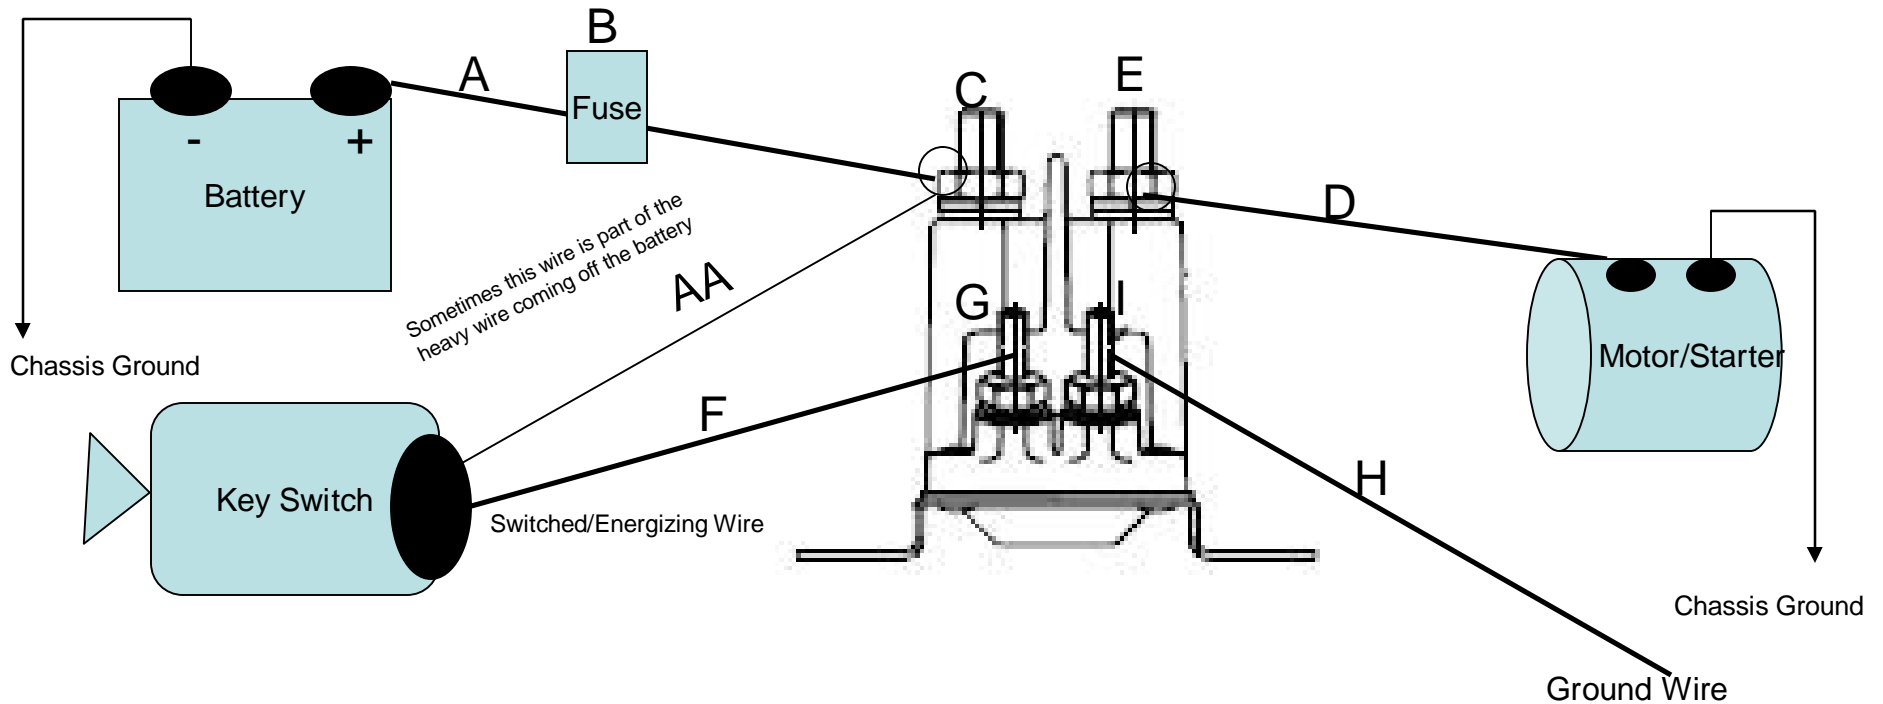 B
A
C
E
Fuse
-
+
Battery
D
Sometimes this wire is part of the
heavy wire coming off the battery
AA
G
I
Chassis Ground
Motor/Starter
F
H
Key Switch
Switched/Energizing Wire
Chassis Ground
Ground Wire